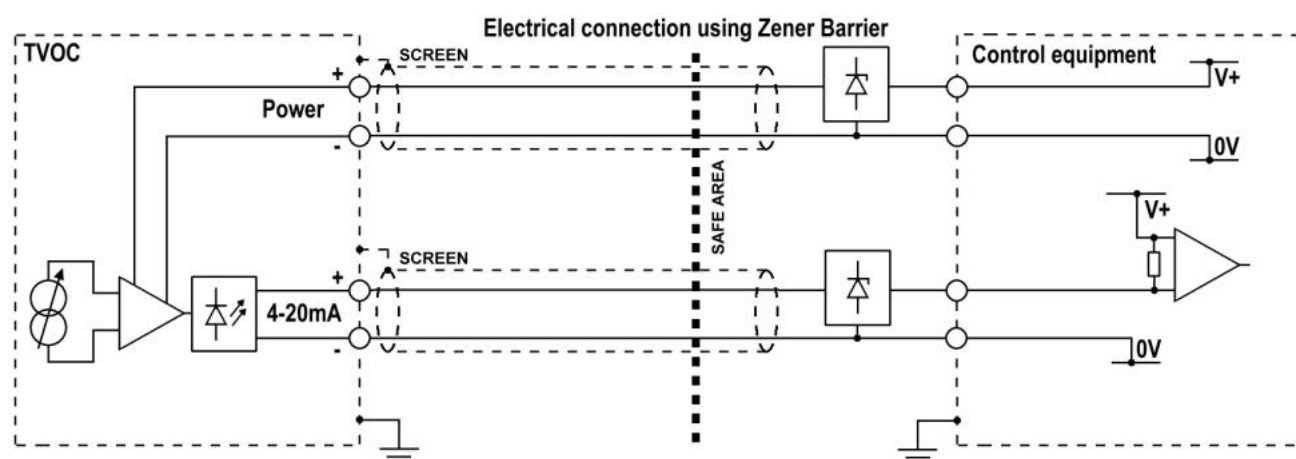 Electrical connection using Zener Barrier
TVOC
SCREEN
Control equipment
+
V+
Power
-
0V
SAFE AREA
V+
SCREEN
+
4-20mA
-
0V